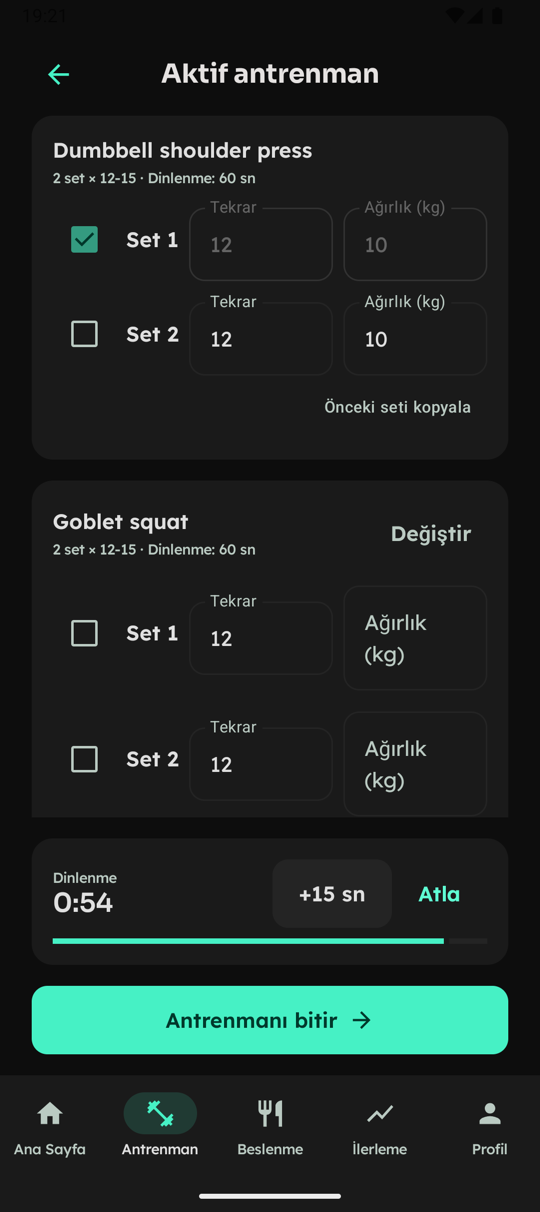 19:21
Aktif antrenman
Dumbbell shoulder press
2 set × 12-15 · Dinlenme: 60 sn
Tekrar
Ağırlık (kg)
Set 1
12
10
Tekrar
Ağırlık (kg)
Set 2
12
10
Önceki seti kopyala
Goblet squat
Değiştir
2 set × 12-15 · Dinlenme: 60 sn
Tekrar
Set 1
12
Ağırlık
(kg)
Tekrar
Set 2
12
Ağırlık
(kg)
Dinlenme
0:54
+15 sn
Atla
Antrenmanı bitir
Ana Sayfa
Antrenman
Beslenme
İlerleme
Profil